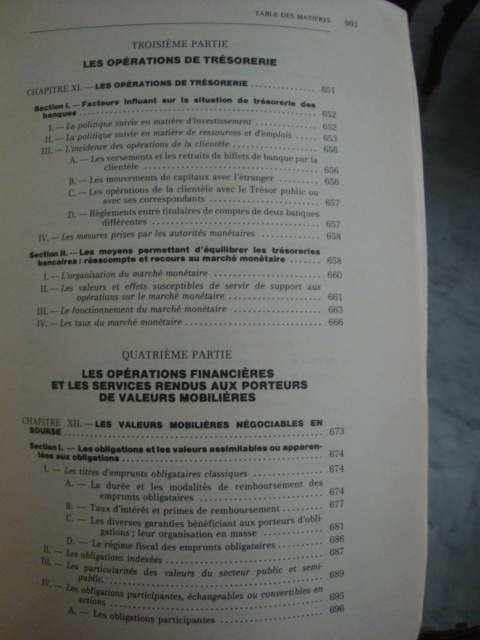 TABLE DES MATIERES 991
TROISIÈME PARTIE
LES OPÉRATIONS DE TRÉSORERIE
CHAPITRE XI. — LES OPÉRATIONS DE TRÉSORERIE .............. 651
Section I. — Facteurs influant sur la situation de trésorerie des
banques .............. 652
I. — La politique suivie en matière d'investissement .............. 652
II. — La politique suivie en matière de ressources et d'emplois ...... 653
III. — L'incidence des opérations de la clientèle .............. 656
A. — Les versements et les retraits de billets de banque par la
clientèle .............. 656
B. — Les mouvements de capitaux avec l'étranger .......... 656
C. — Les opérations de la clientèle avec le Trésor public ou
avec ses correspondants .............. 657
D. — Règlements entre titulaires de comptes de deux banques
différentes .............. 657
IV. — Les mesures prises par les autorités monétaires .............. 658
Section II. — Les moyens permettant d'équilibrer les trésoreries
bancaires : réescompte et recours au marché monétaire ....... 658
I. — L'organisation du marché monétaire .............. 660
II. — Les valeurs et effets susceptibles de servir de support aux
opérations sur le marché monétaire .............. 661
III. — Le fonctionnement du marché monétaire .............. 663
IV. — Les taux du marché monétaire .............. 666
QUATRIÈME PARTIE
LES OPÉRATIONS FINANCIÈRES
ET LES SERVICES RENDUS AUX PORTEURS
DE VALEURS MOBILIÈRES
CHAPITRE XII. — LES VALEURS MOBILIÈRES NÉGOCIABLES EN
BOURSE .............. 673
Section I. — Les obligations et les valeurs assimilables ou apparen-
tées aux obligations .............. 674
I. — Les titres d'emprunts obligataires classiques .............. 674
A. — La durée et les modalités de remboursement des
emprunts obligataires .............. 674
B. — Taux d'intérêt et primes de remboursement ......... 677
C. — Les diverses garanties bénéficiant aux porteurs d'obli-
gations ; leur organisation en masse .............. 681
D. — Le régime fiscal des emprunts obligataires .......... 686
II. — Les obligations indexées .............. 687
III. — Les particularités des valeurs du secteur public et semi-
public. .............. 689
IV. — Les obligations participantes, échangeables ou convertibles en
actions .............. 695
A. — Les obligations participantes .............. 696